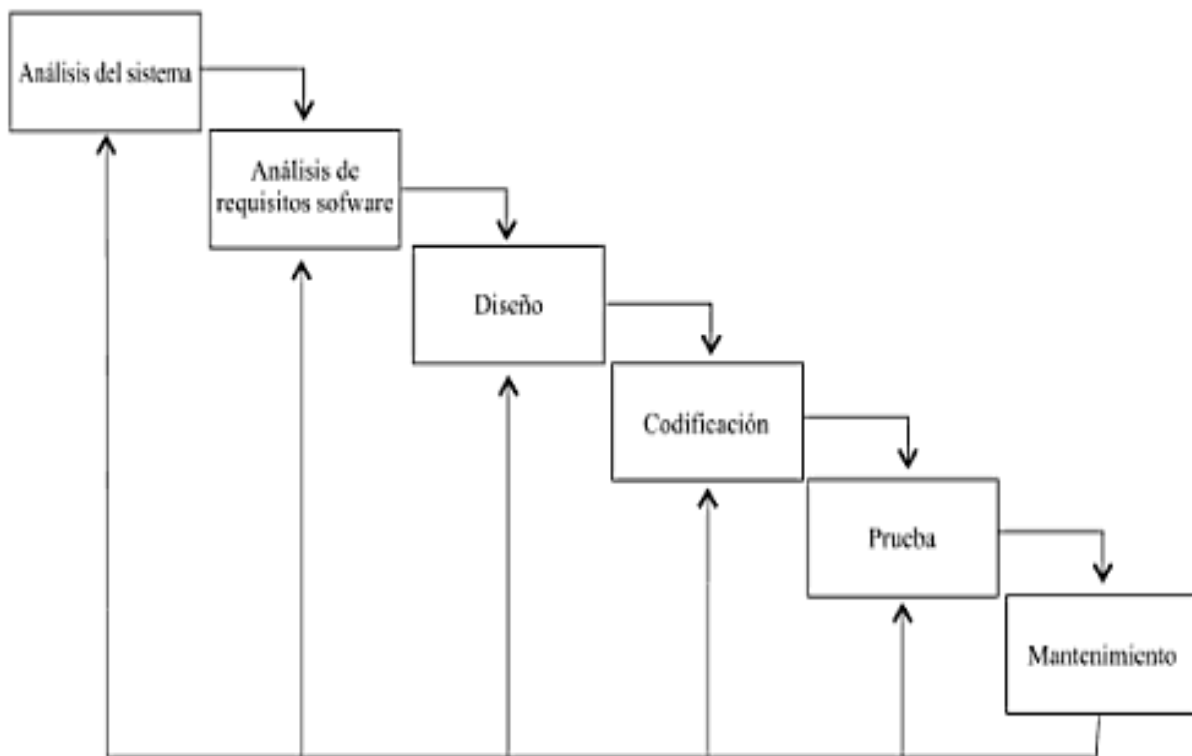 Análisis del sistema
Análisis de
requisitos sofware
Diseño
Codificación
Prueba
Mantenimiento